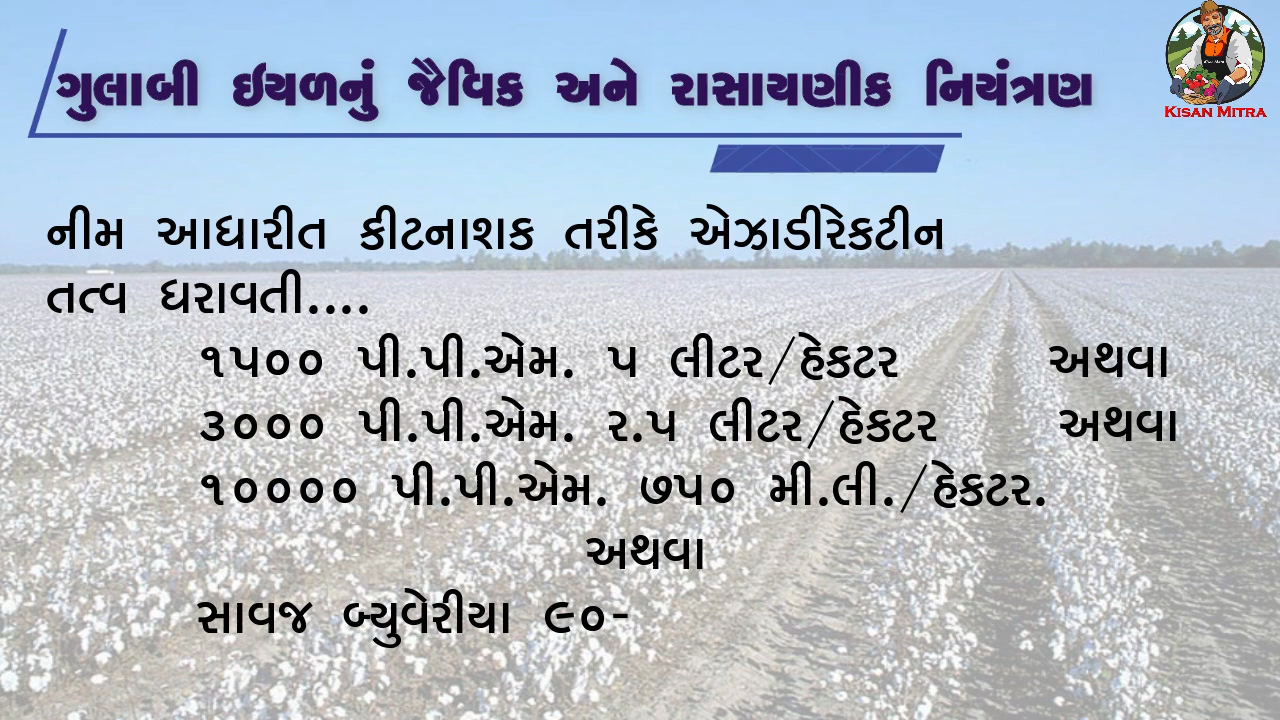 ગુલાબી ઇયળનું જૈવિક અને રાસાયણીક નિયંત્રણ
KISAN MITRA
નીમ આધારીત કીટનાશક તરીકે એઝાડીરેકટીન
તત્વ ધરાવતી....
૧૫૦૦ પી.પી.એમ. ૫ લીટર/હેકટર અથવા
૩૦૦૦ પી.પી.એમ. ૨.૫ લીટર/હેકટર અથવા
૧૦૦૦૦ પી.પી.એમ. ૭૫૦ મી.લી./હેકટર.
અથવા
સાવજ બ્યુવેરીયા ૯૦-